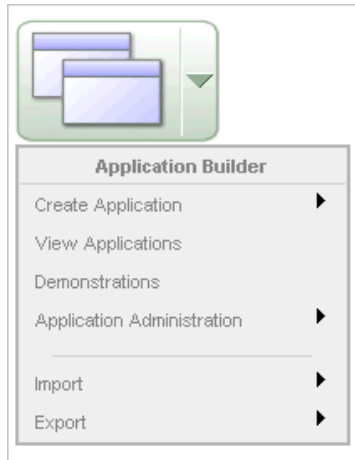 Application Builder
Create Application
View Applications
Demonstrations
Application Administration
Import
Export